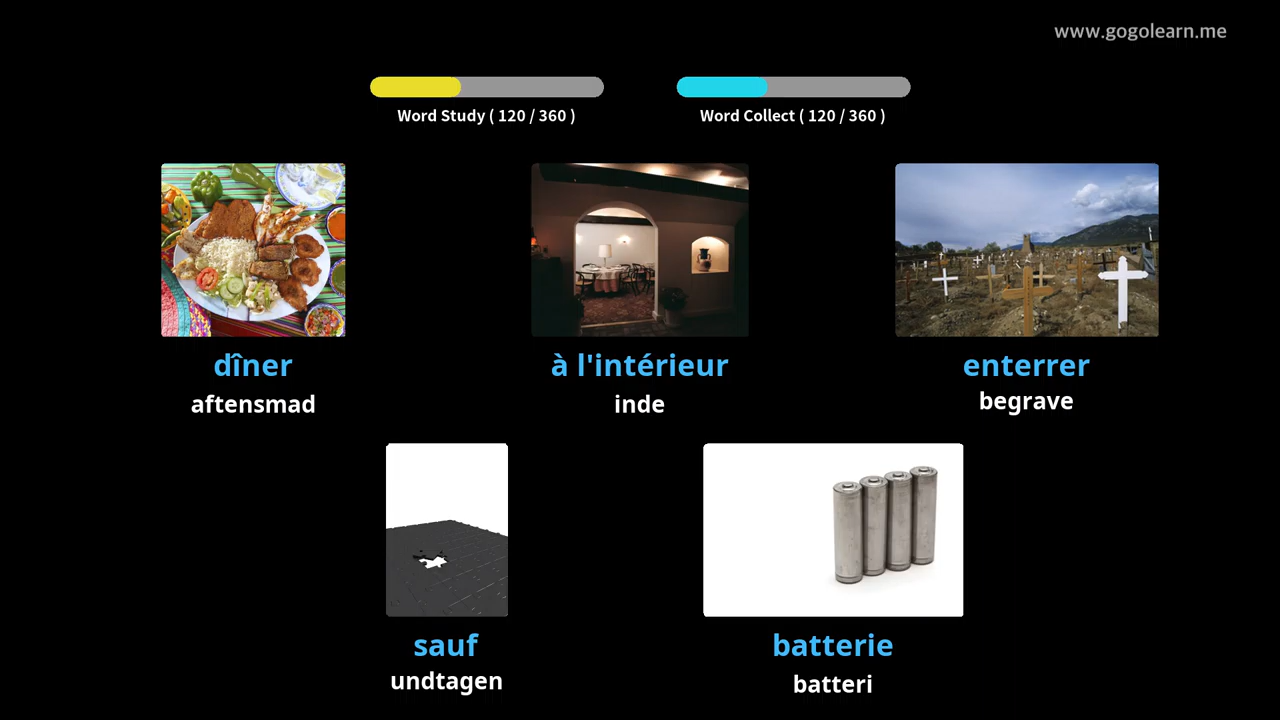 www.gogolearn.me
Word Study ( 120 / 360 )
Word Collect ( 120 / 360 )
dîner
aftensmad
à l'intérieur
inde
enterrer
begrave
sauf
undtagen
batterie
batteri